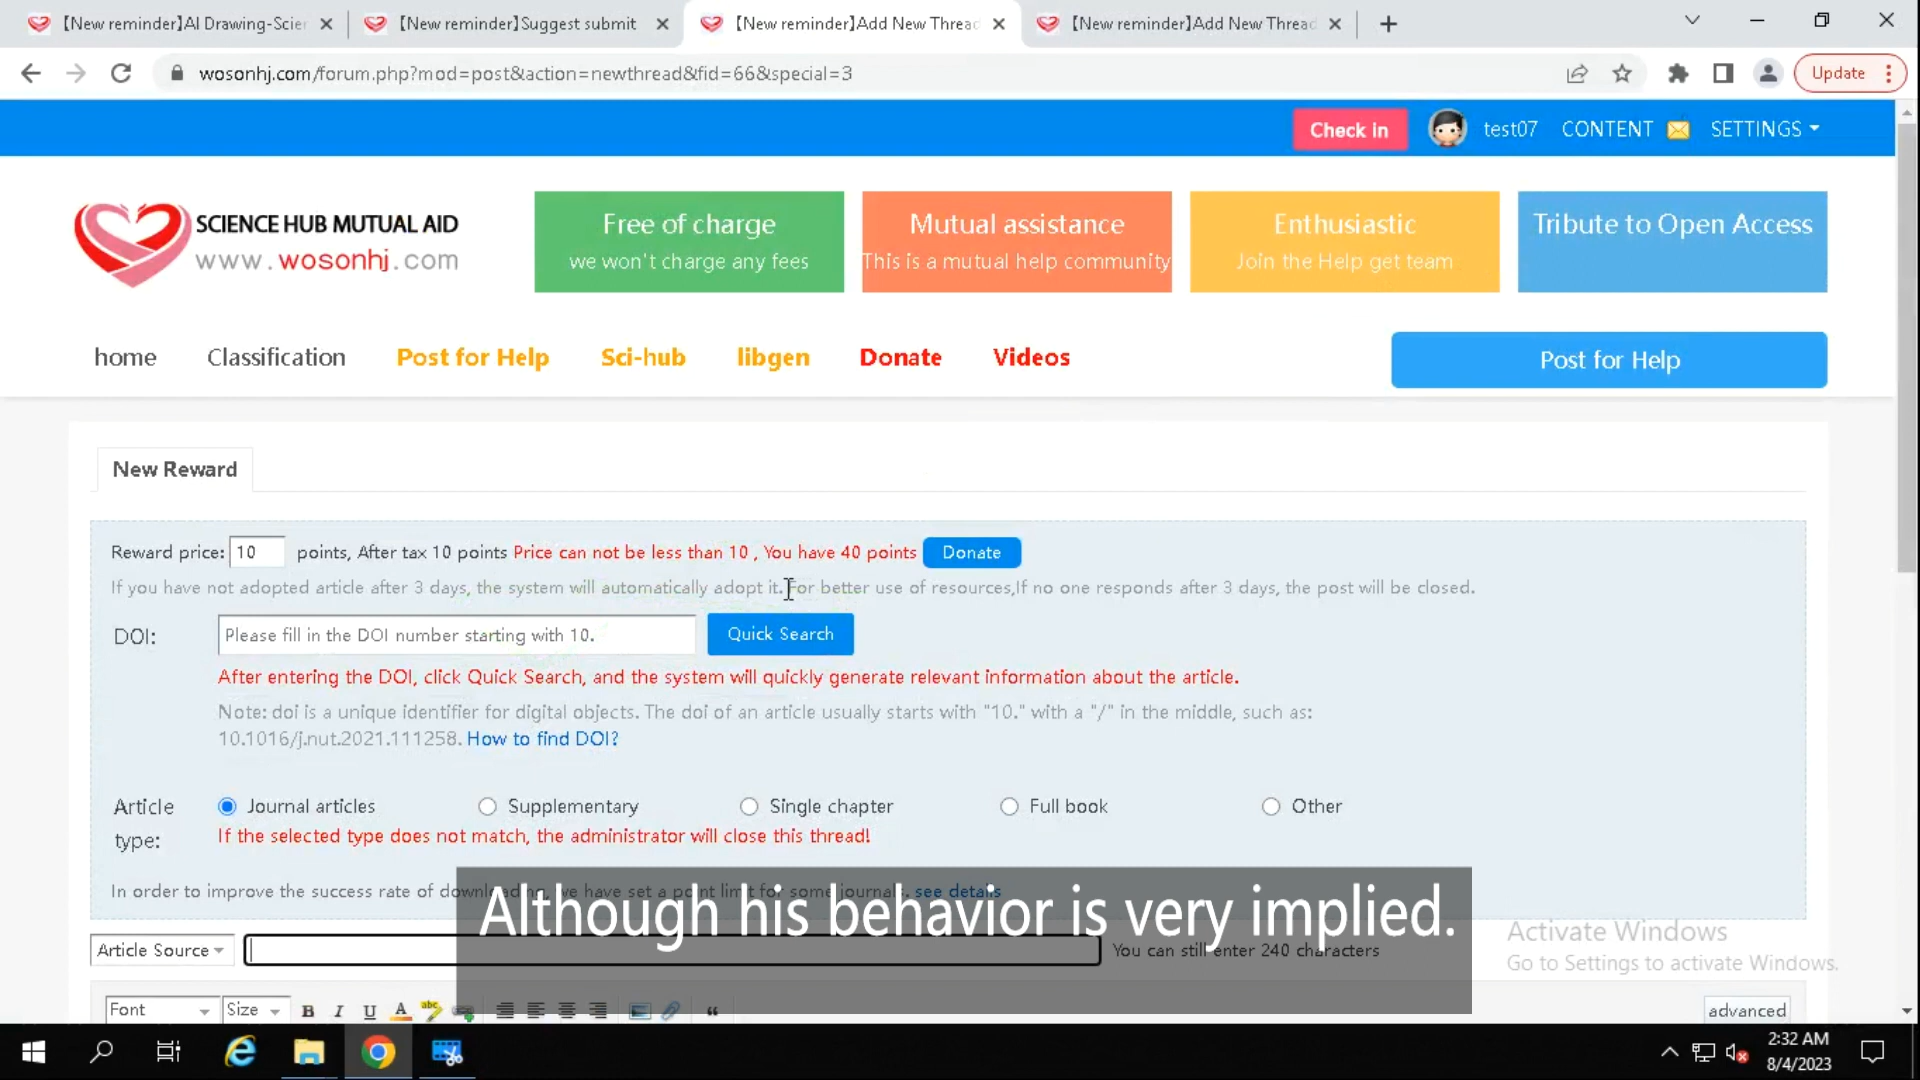 【New reminder】AI Drawing-Scier
【New reminder】Suggest submit
【New reminder】Add New Threa
【New reminder】Add New Thread
wosonhj.com/forum.php?mod=post&action=newthread&fid=66&special=3
Update
Check in
test07
CONTENT
SETTINGS
SCIENCE HUB MUTUAL AID
www.wosonhj.com
Free of charge
we won't charge any fees
Mutual assistance
This is a mutual help community
Enthusiastic
Join the Help get team
Tribute to Open Access
home
Classification
Post for Help
Sci-hub
libgen
Donate
Videos
Post for Help
New Reward
Reward price: 10 points, After tax 10 points Price can not be less than 10 , You have 40 points Donate
If you have not adopted article after 3 days, the system will automatically adopt it. For better use of resources,If no one responds after 3 days, the post will be closed.
DOI: Please fill in the DOI number starting with 10. Quick Search
After entering the DOI, click Quick Search, and the system will quickly generate relevant information about the article.
Note: doi is a unique identifier for digital objects. The doi of an article usually starts with "10." with a "/" in the middle, such as:
10.1016/j.nut.2021.111258. How to find DOI?
Article type:
Journal articles
Supplementary
Single chapter
Full book
Other
If the selected type does not match, the administrator will close this thread!
In order to improve the success rate of downloading, we have set a point limit for some journals. see details
Although his behavior is very implied.
Article Source
You can still enter 240 characters
Activate Windows
Go to Settings to activate Windows.
Font
Size
B I U A abc
advanced
2:32 AM
8/4/2023